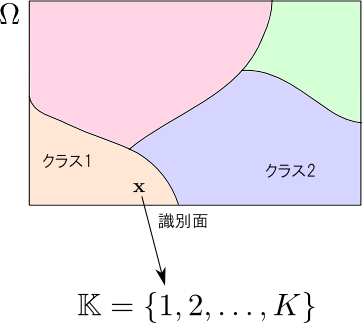 Ω
クラス1
クラス2
x
識別面
𝕂 = {1, 2, . . . , K}